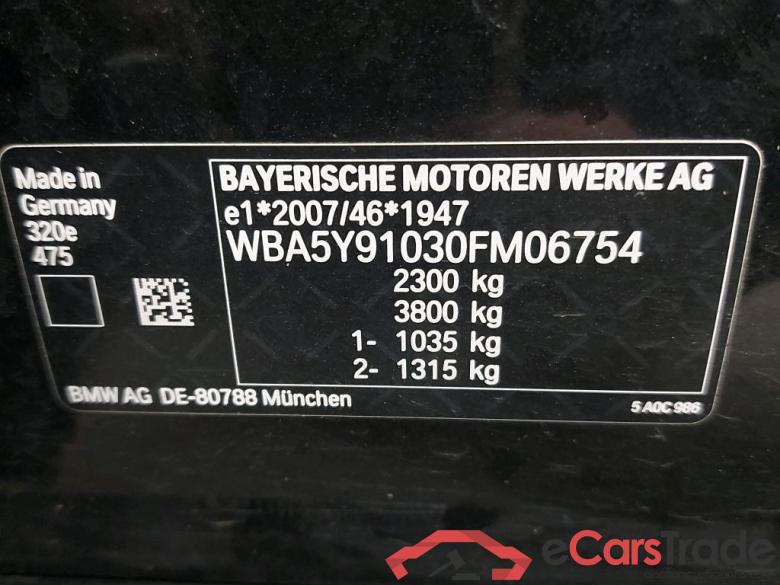 Made in
Germany
320e
475
BAYERISCHE MOTOREN WERKE AG
e1*2007/46*1947
WBA5Y91030FM06754
2300 kg
3800 kg
1- 1035 kg
2- 1315 kg
BMW AG DE-80788 München
5 A0C 986
eCarsTrade